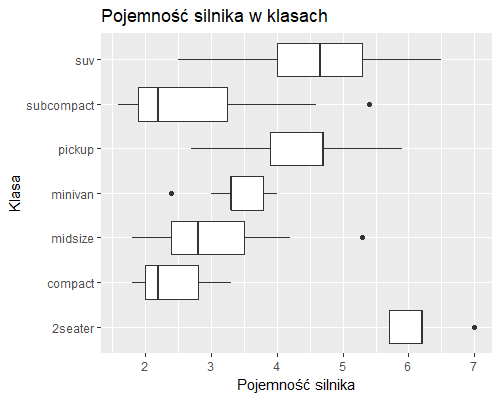 Pojemność silnika w klasach
Klasa
suv
subcompact
pickup
minivan
midsize
compact
2seater
2 3 4 5 6 7
Pojemność silnika